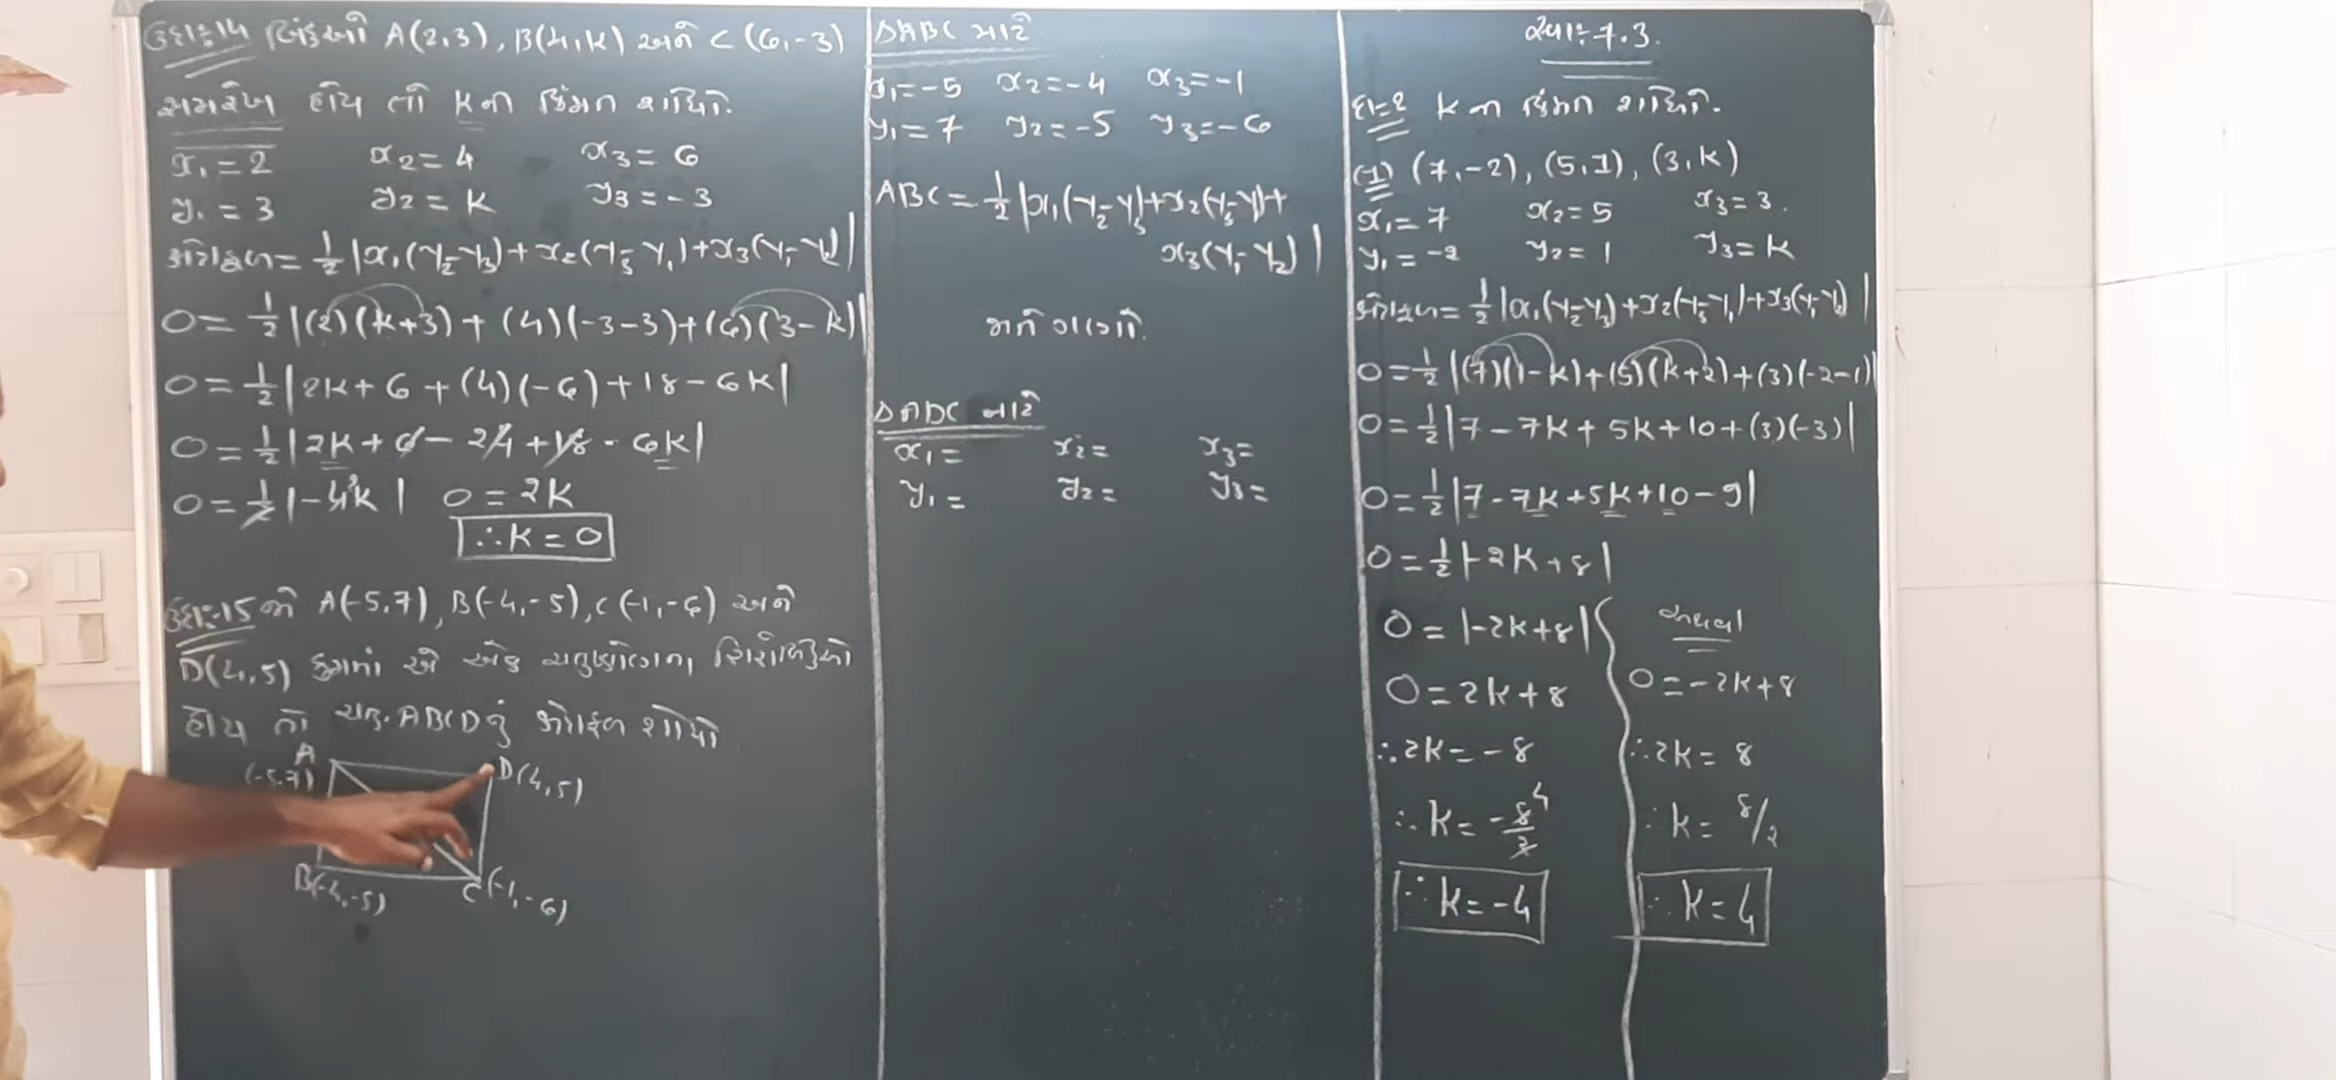 ઉદા:-14 બિંદુઓ A(2,3), B(4,K) અને C (6,-3)
સમરેખ હોય તો K ની કિંમત શોધો.
x₁ = 2 x₂ = 4 x₃ = 6
y₁ = 3 y₂ = K y₃ = -3
ક્ષેત્રફળ = 1/2 |x₁(y₂-y₃)+x₂(y₃-y₁)+x₃(y₁-y₂)|
0 = 1/2 |(2)(k+3) + (4)(-3-3)+(6)(3-k)|
0 = 1/2 |2K + 6 + (4)(-6) + 18 - 6K|
0 = 1/2 |2K + 6 - 24 + 18 - 6K|
0 = 1/2 |-4²K| 0 = 2K
∴ K = 0
ઉદા:-15 જો A(-5,7), B(-4,-5), C(-1,-6) અને
D(4,5) એ એક ચતુષ્કોણના શિરોબિંદુઓ
હોય તો ચતુ. ABCD નું ક્ષેત્રફળ શોધો
A
(-5,7)
D(4,5)
B(-4,-5)
C(-1,-6)
ΔABC માટે
x₁=-5 x₂=-4 x₃=-1
y₁=7 y₂=-5 y₃=-6
ABC = 1/2 |x₁(y₂-y₃)+x₂(y₃-y₁)+
x₃(y₁-y₂)|
ΔADC માટે
x₁= x₂= x₃=
y₁= y₂= y₃=
સ્વા:-7.3.
દા-2 K ની કિંમત શોધો.
(1) (7,-2), (5,1), (3,K)
x₁=7 x₂=5 x₃=3.
y₁=-2 y₂=1 y₃=K
ક્ષેત્રફળ = 1/2 |x₁(y₂-y₃)+x₂(y₃-y₁)+x₃(y₁-y₂)|
0=1/2 |(7)(1-k)+(5)(k+2)+(3)(-2-1)|
0=1/2 |7-7K+5K+10+(3)(-3)|
0=1/2 |7-7K+5K+10-9|
0=1/2 |-2K+8|
0=|-2K+8| અથવા
0=2K+8 0=-2K+8
∴2K=-8 ∴2K=8
∴K=-8/2 4 ∴K=8/2
∴K=-4 ∴K=4